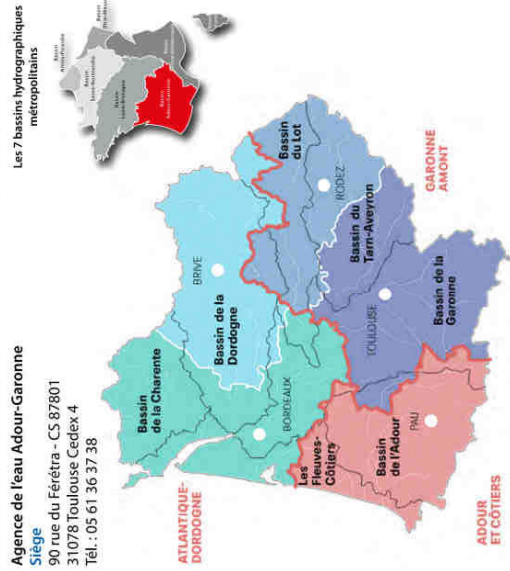 Agence de l'eau Adour-Garonne
Siège
90 rue du Férétra - CS 87801
31078 Toulouse Cedex 4
Tél. : 05 61 36 37 38
Les 7 bassins hydrographiques
métropolitains
ATLANTIQUE-
DORDOGNE
Bassin
de la Charente
BORDEAUX
BRIVE
Bassin de la
Dordogne
Bassin
du Lot
RODEZ
Bassin du
Tarn-Aveyron
TOULOUSE
Bassin de la
Garonne
GARONNE
AMONT
Les
Fleuves-
Côtiers
Bassin
de l'Adour
PAU
ADOUR
ET CÔTIERS